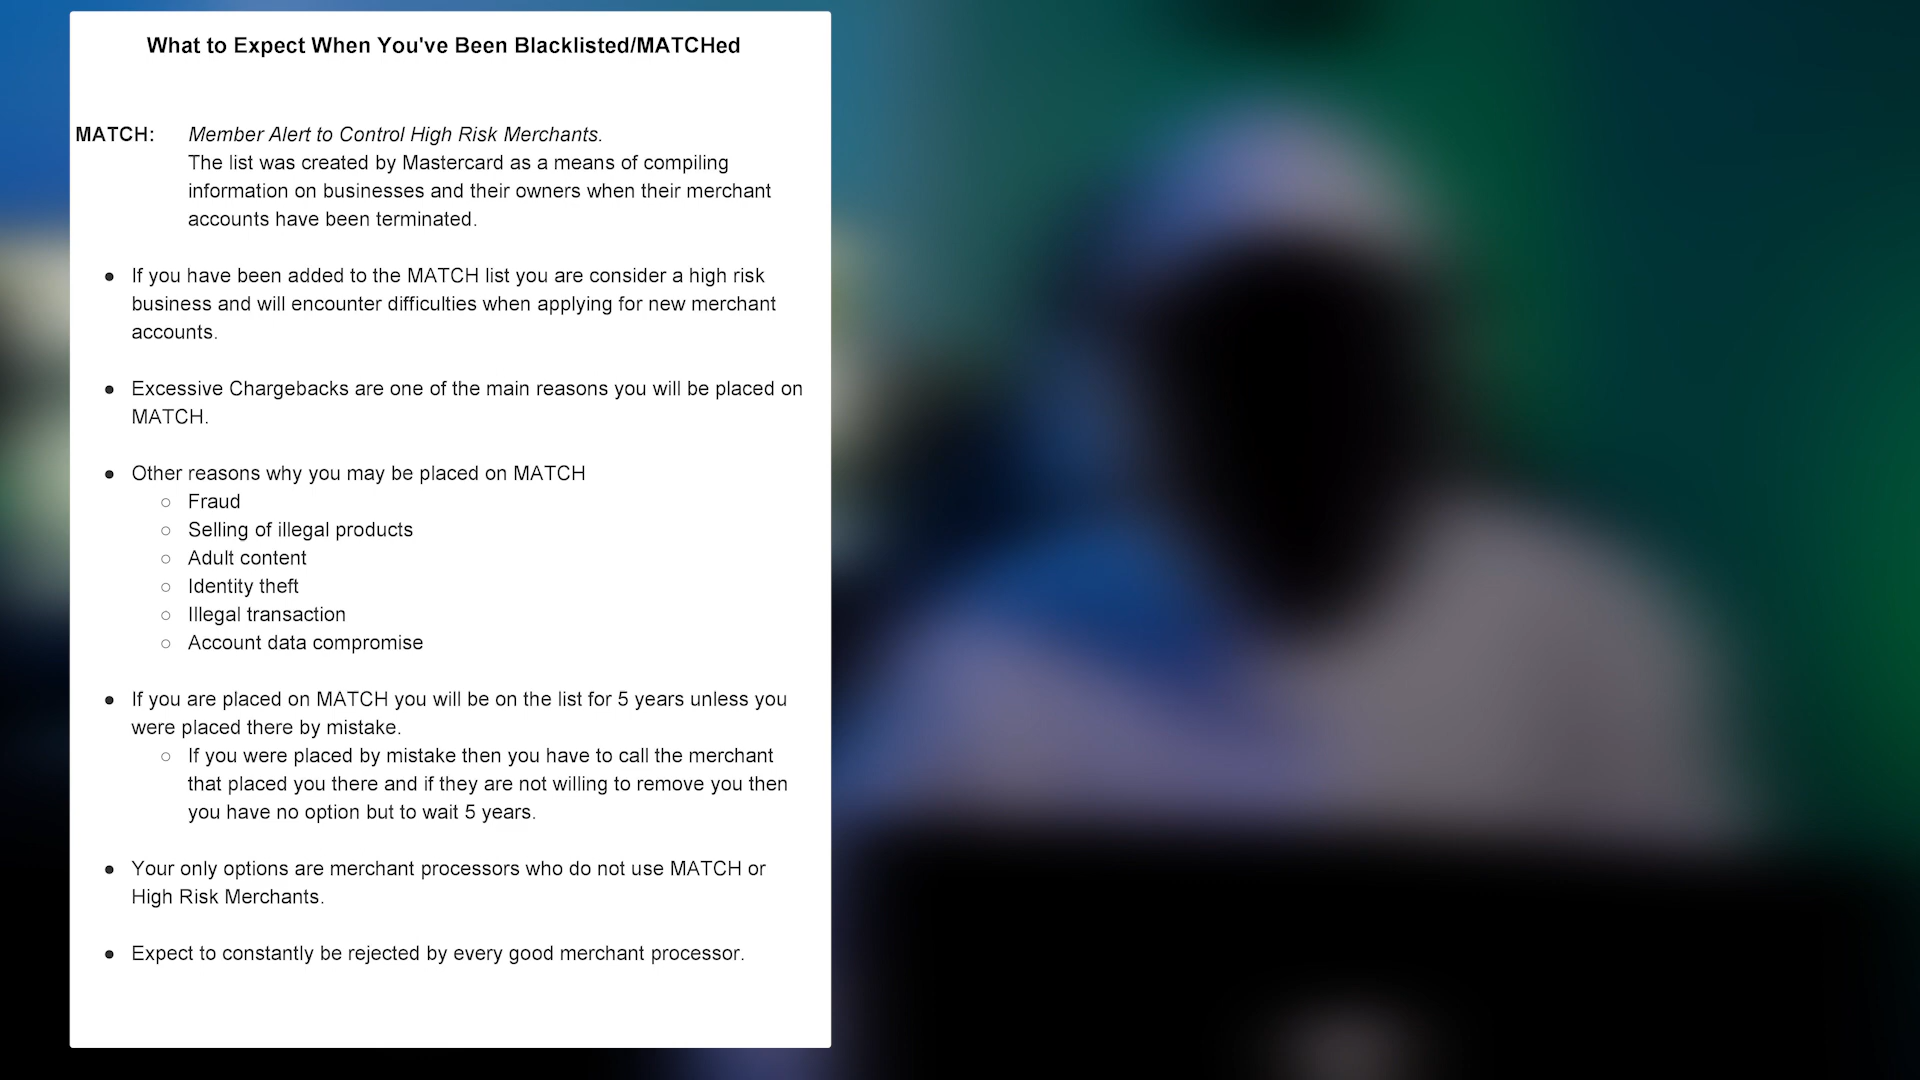 What to Expect When You've Been Blacklisted/MATCHed
MATCH: Member Alert to Control High Risk Merchants.
The list was created by Mastercard as a means of compiling
information on businesses and their owners when their merchant
accounts have been terminated.
● If you have been added to the MATCH list you are consider a high risk
business and will encounter difficulties when applying for new merchant
accounts.
● Excessive Chargebacks are one of the main reasons you will be placed on
MATCH.
● Other reasons why you may be placed on MATCH
○ Fraud
○ Selling of illegal products
○ Adult content
○ Identity theft
○ Illegal transaction
○ Account data compromise
● If you are placed on MATCH you will be on the list for 5 years unless you
were placed there by mistake.
○ If you were placed by mistake then you have to call the merchant
that placed you there and if they are not willing to remove you then
you have no option but to wait 5 years.
● Your only options are merchant processors who do not use MATCH or
High Risk Merchants.
● Expect to constantly be rejected by every good merchant processor.